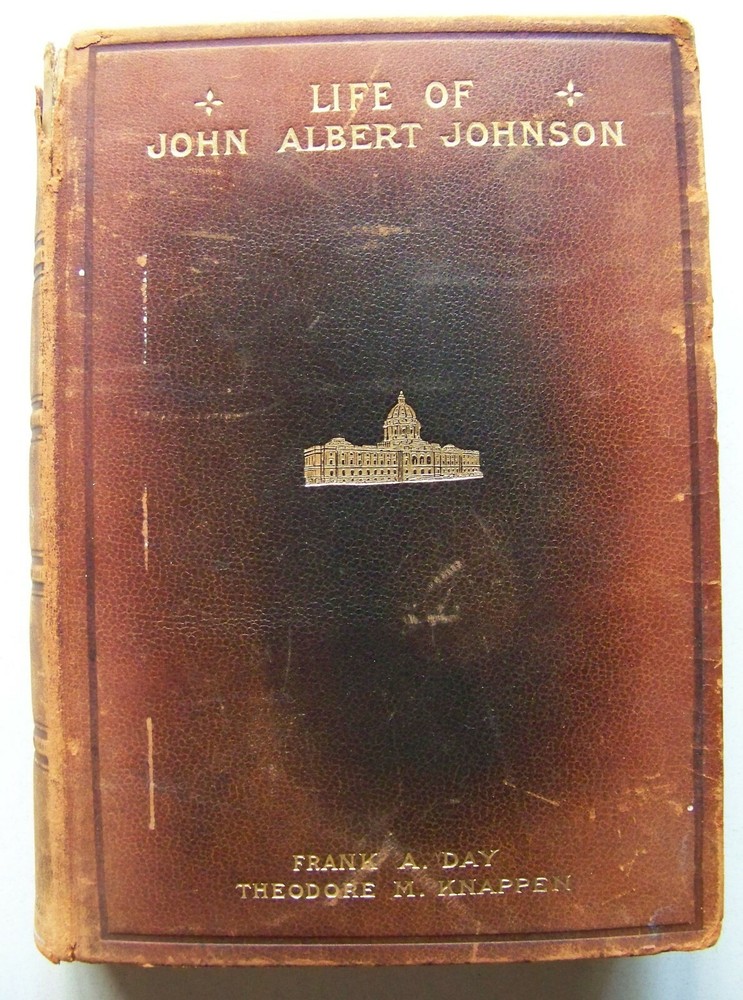 LIFE OF
JOHN ALBERT JOHNSON
FRANK A. DAY
THEODORE M. KNAPPEN